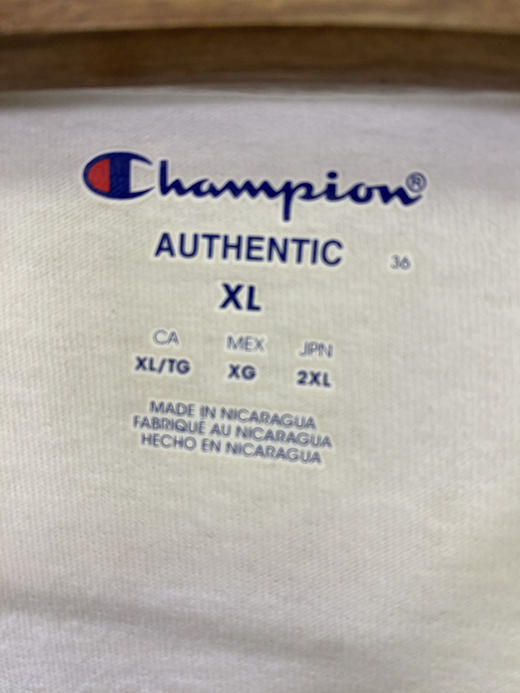 Champion®
AUTHENTIC 36
XL
CA MEX JPN
XL/TG XG 2XL
MADE IN NICARAGUA
FABRIQUÉ AU NICARAGUA
HECHO EN NICARAGUA